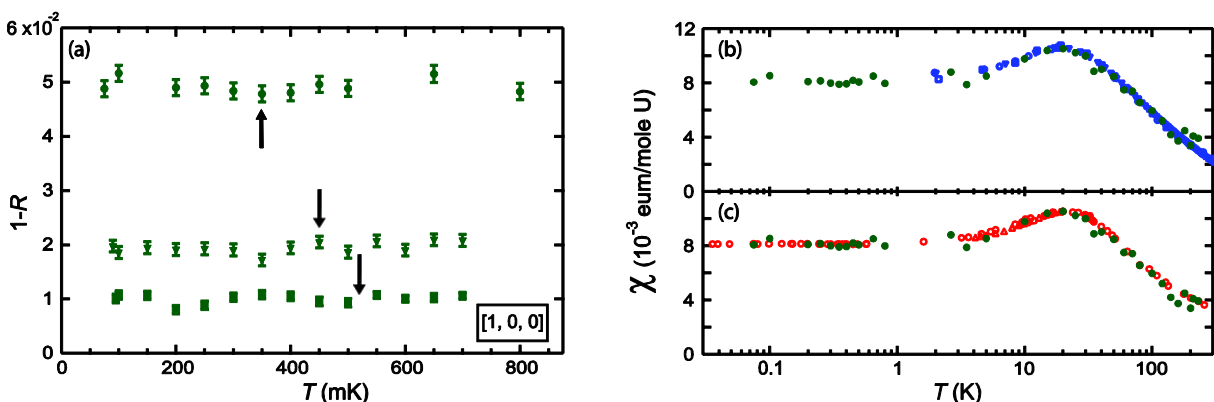 6 x10⁻²
(a)
5
4
3
2
1
0
1-R
[1, 0, 0]
0
200
400
600
800
T (mK)
12
(b)
8
4
0
(c)
8
4
0
χ (10⁻³ eum/mole U)
0.1
1
10
100
T (K)